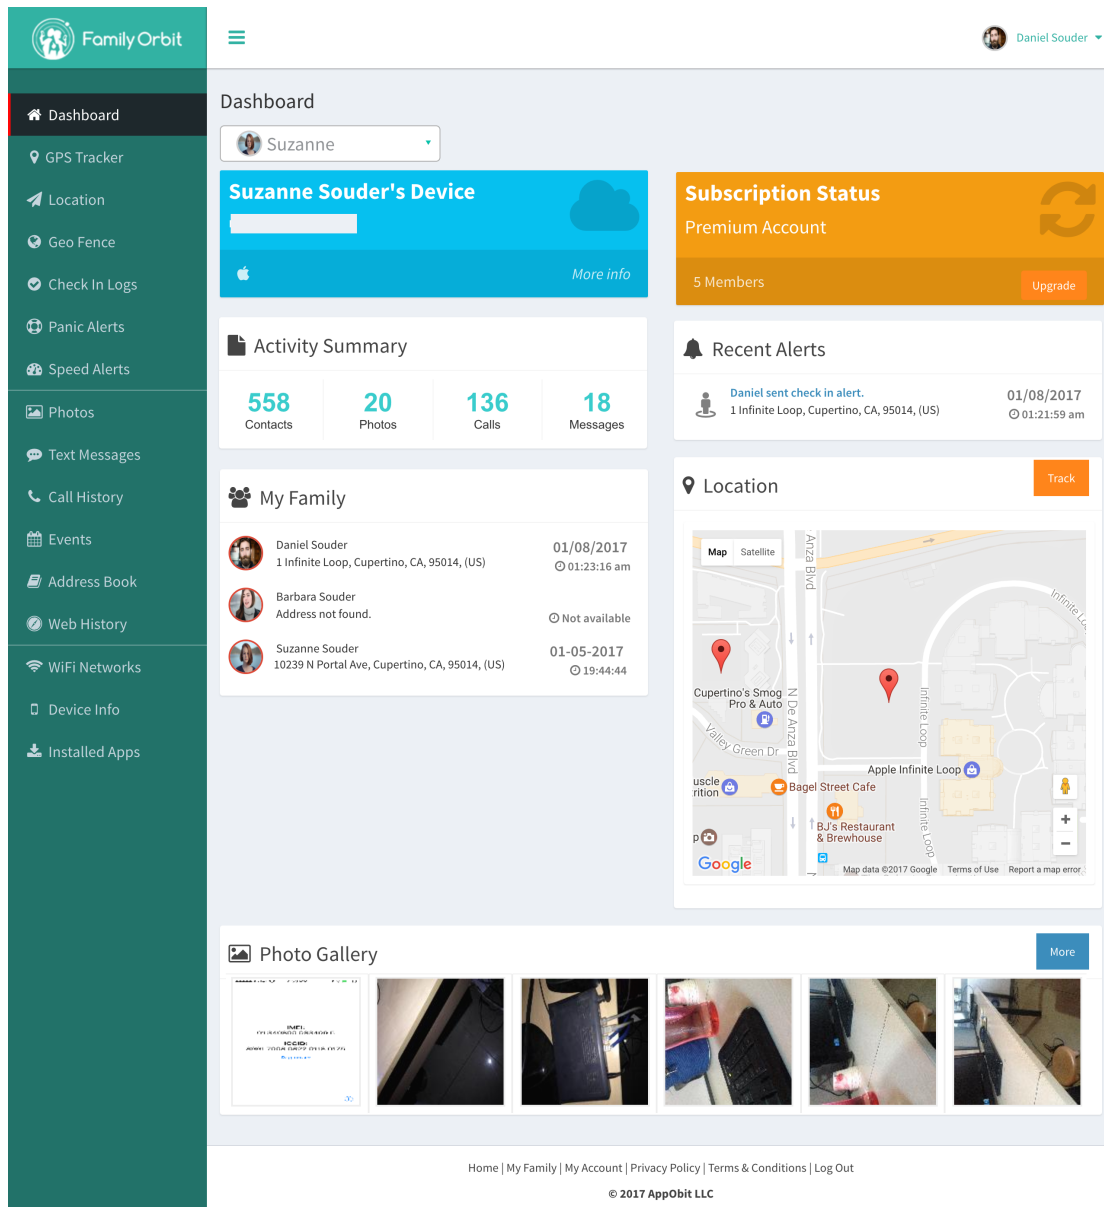 Family Orbit
Daniel Souder
Dashboard
GPS Tracker
Location
Geo Fence
Check In Logs
Panic Alerts
Speed Alerts
Photos
Text Messages
Call History
Events
Address Book
Web History
WiFi Networks
Device Info
Installed Apps
Dashboard
Suzanne
Suzanne Souder's Device
More info
Subscription Status
Premium Account
5 Members
Upgrade
Activity Summary
558
Contacts
20
Photos
136
Calls
18
Messages
Recent Alerts
Daniel sent check in alert.
1 Infinite Loop, Cupertino, CA, 95014, (US)
01/08/2017
01:21:59 am
My Family
Daniel Souder
1 Infinite Loop, Cupertino, CA, 95014, (US)
01/08/2017
01:23:16 am
Barbara Souder
Address not found.
Not available
Suzanne Souder
10239 N Portal Ave, Cupertino, CA, 95014, (US)
01-05-2017
19:44:44
Location
Track
Map Satellite
Anza Blvd
Infinite
Cupertino's Smog
Pro & Auto
N De Anza Blvd
Infinite Loop
Valley Green Dr
Apple Infinite Loop
uscle
rition
Bagel Street Cafe
Infinite Loop
BJ's Restaurant
& Brewhouse
p
Google
Map data ©2017 Google Terms of Use Report a map error
Photo Gallery
More
IMEI:
ICCID:
Home | My Family | My Account | Privacy Policy | Terms & Conditions | Log Out
© 2017 AppObit LLC